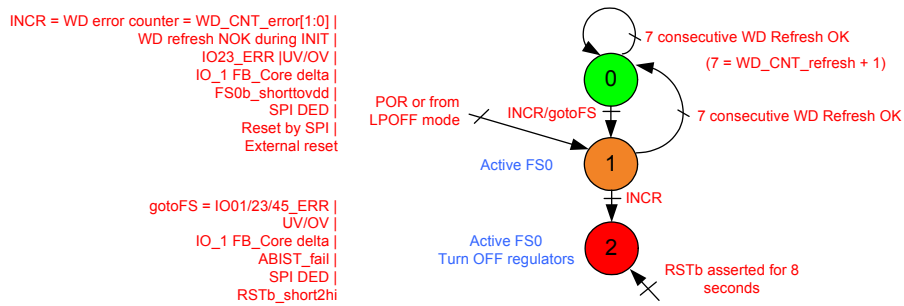 INCR = WD error counter = WD_CNT_error[1:0] |
WD refresh NOK during INIT |
IO23_ERR |UV/OV |
IO_1 FB_Core delta |
FS0b_shorttovdd |
SPI DED |
Reset by SPI |
External reset
7 consecutive WD Refresh OK
(7 = WD_CNT_refresh + 1)
0
POR or from
LPOFF mode
INCR/gotoFS
7 consecutive WD Refresh OK
Active FS0
1
INCR
gotoFS = IO01/23/45_ERR |
UV/OV |
IO_1 FB_Core delta |
ABIST_fail |
SPI DED |
RSTb_short2hi
Active FS0
Turn OFF regulators
2
RSTb asserted for 8
seconds